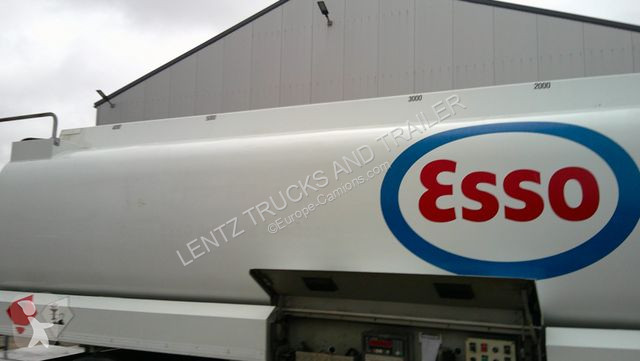 2000
3000
Esso
LENTZ TRUCKS AND TRAILER
©Europe-Camions.com